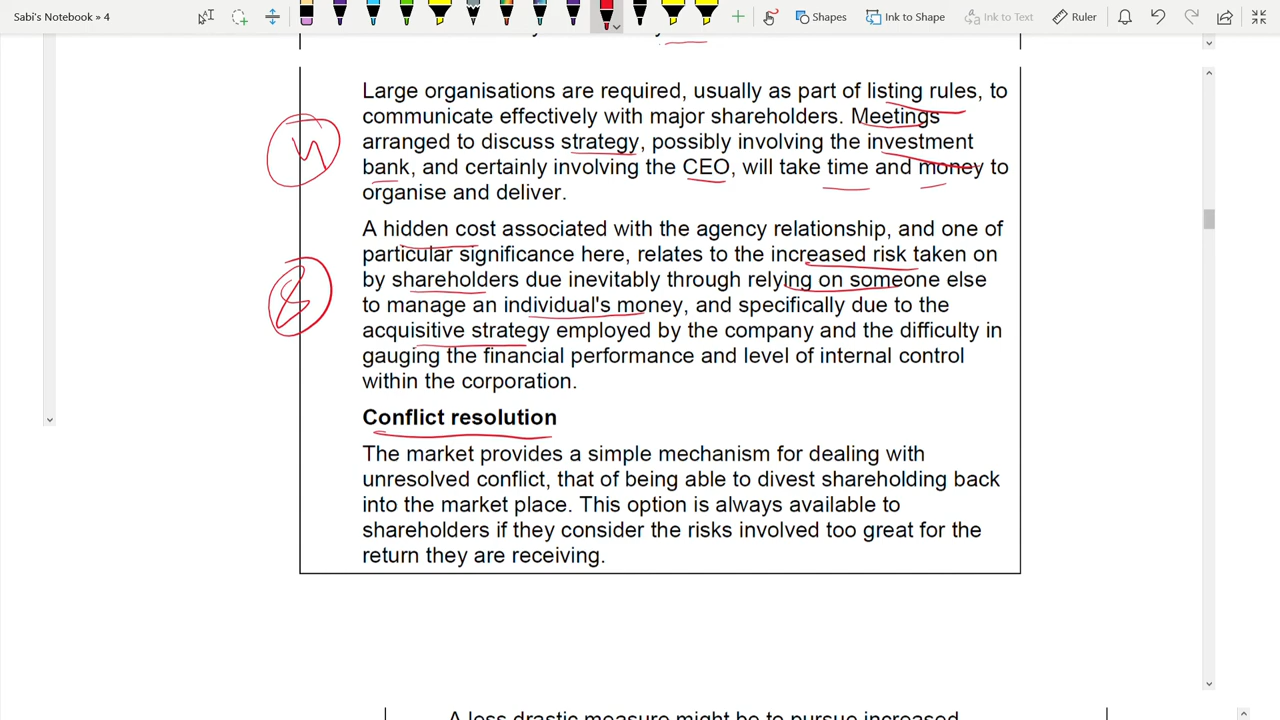 Sabi's Notebook » 4
Shapes
Ink to Shape
Ink to Text
Ruler
Large organisations are required, usually as part of listing rules, to
communicate effectively with major shareholders. Meetings
arranged to discuss strategy, possibly involving the investment
bank, and certainly involving the CEO, will take time and money to
organise and deliver.
A hidden cost associated with the agency relationship, and one of
particular significance here, relates to the increased risk taken on
by shareholders due inevitably through relying on someone else
to manage an individual's money, and specifically due to the
acquisitive strategy employed by the company and the difficulty in
gauging the financial performance and level of internal control
within the corporation.
Conflict resolution
The market provides a simple mechanism for dealing with
unresolved conflict, that of being able to divest shareholding back
into the market place. This option is always available to
shareholders if they consider the risks involved too great for the
return they are receiving.
A less drastic measure might be to pursue increased